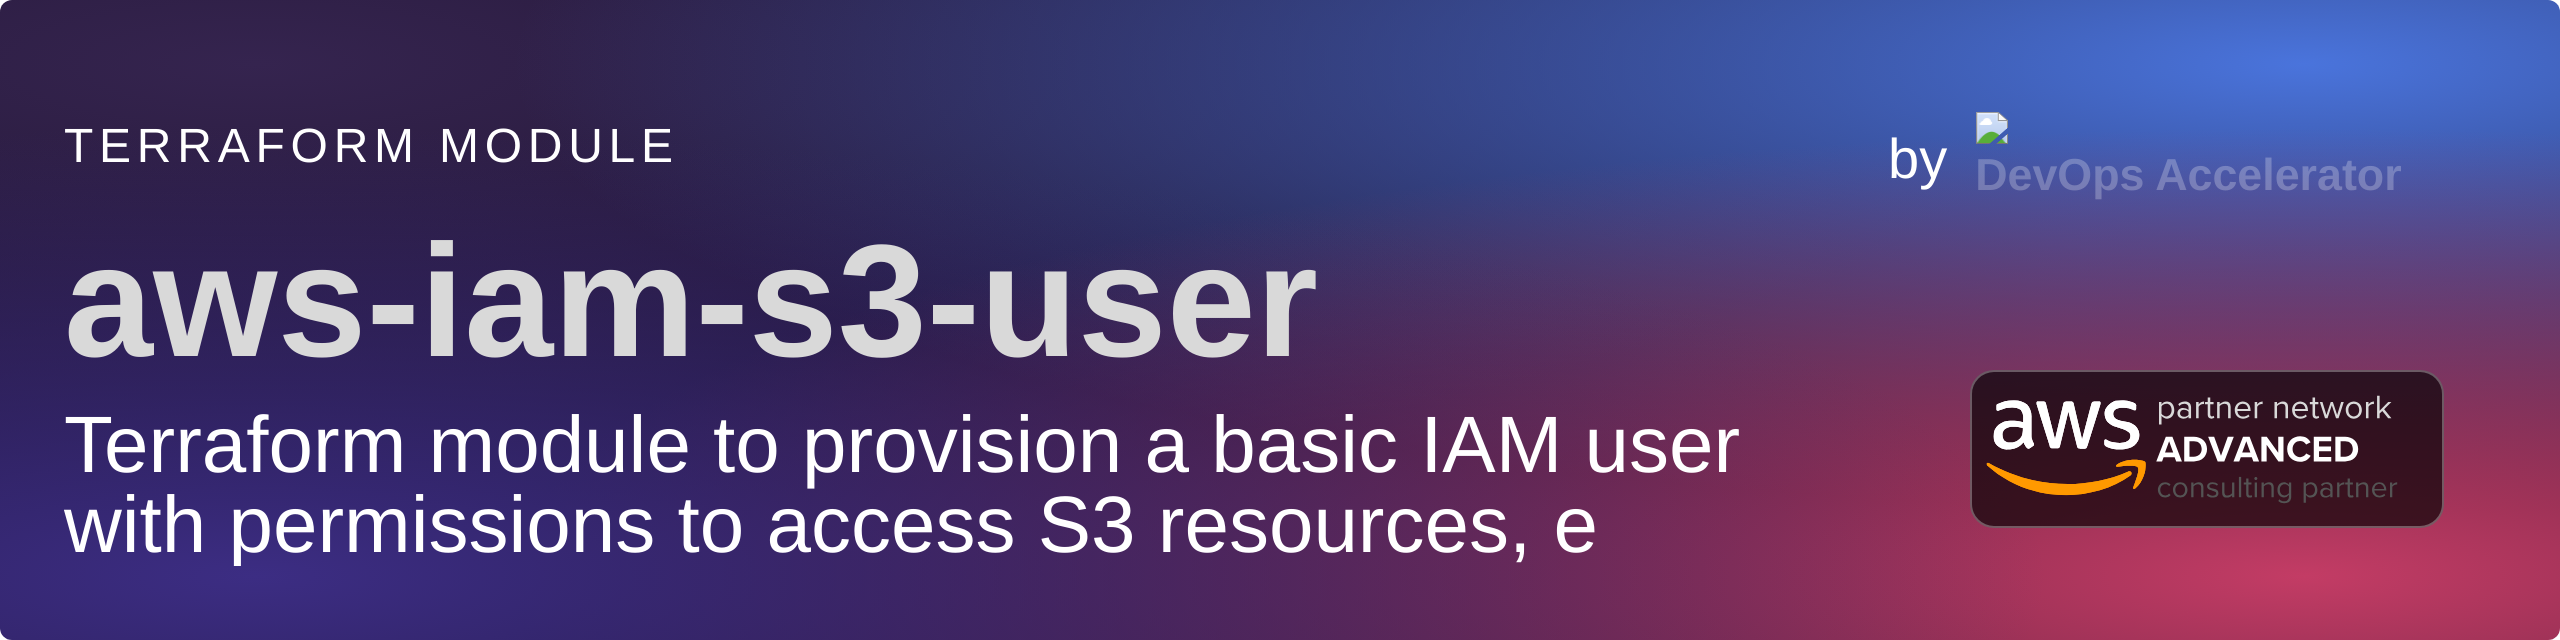 TERRAFORM MODULE
by DevOps Accelerator
aws-iam-s3-user
Terraform module to provision a basic IAM user
with permissions to access S3 resources, e
aws partner network
ADVANCED
consulting partner